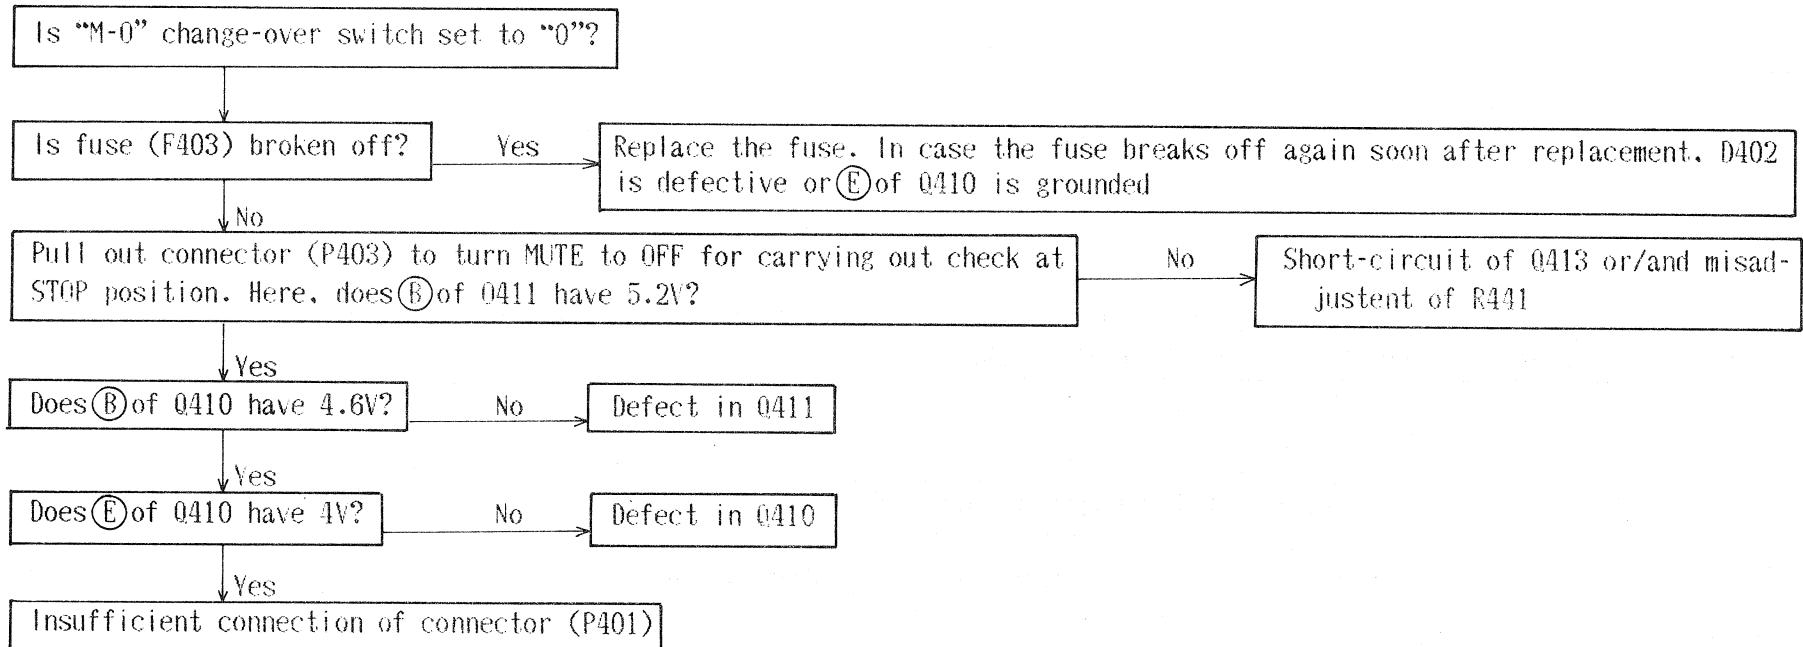 Is “M-O” change-over switch set to “O”?
Is fuse (F403) broken off?
Yes
Replace the fuse. In case the fuse breaks off again soon after replacement. D402
is defective or Ⓔ of Q410 is grounded
No
Pull out connector (P403) to turn MUTE to OFF for carrying out check at
STOP position. Here, does Ⓑ of Q411 have 5.2V?
No
Short-circuit of Q413 or/and misad-
justent of R441
Yes
Does Ⓑ of Q410 have 4.6V?
No
Defect in Q411
Yes
Does Ⓔ of Q410 have 4V?
No
Defect in Q410
Yes
Insufficient connection of connector (P401)